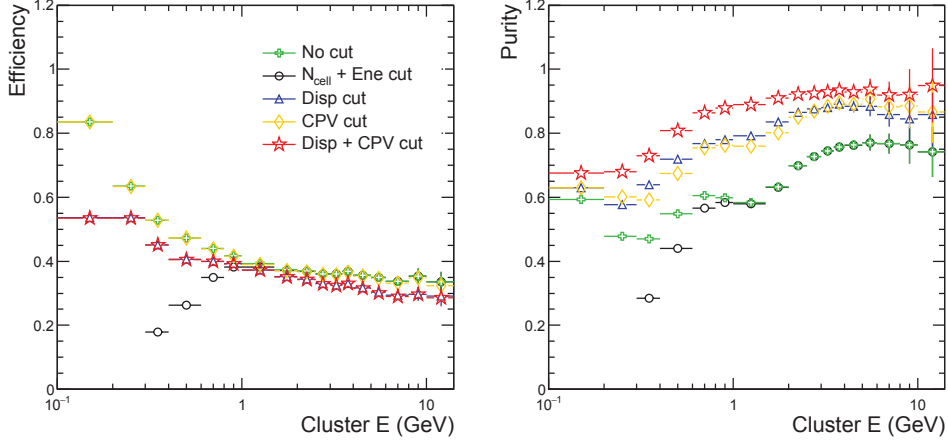 Efficiency
1.2
1
0.8
0.6
0.4
0.2
0
10⁻¹
1
10
Cluster E (GeV)
No cut
N_cell + Ene cut
Disp cut
CPV cut
Disp + CPV cut
Purity
1.2
1
0.8
0.6
0.4
0.2
0
10⁻¹
1
10
Cluster E (GeV)